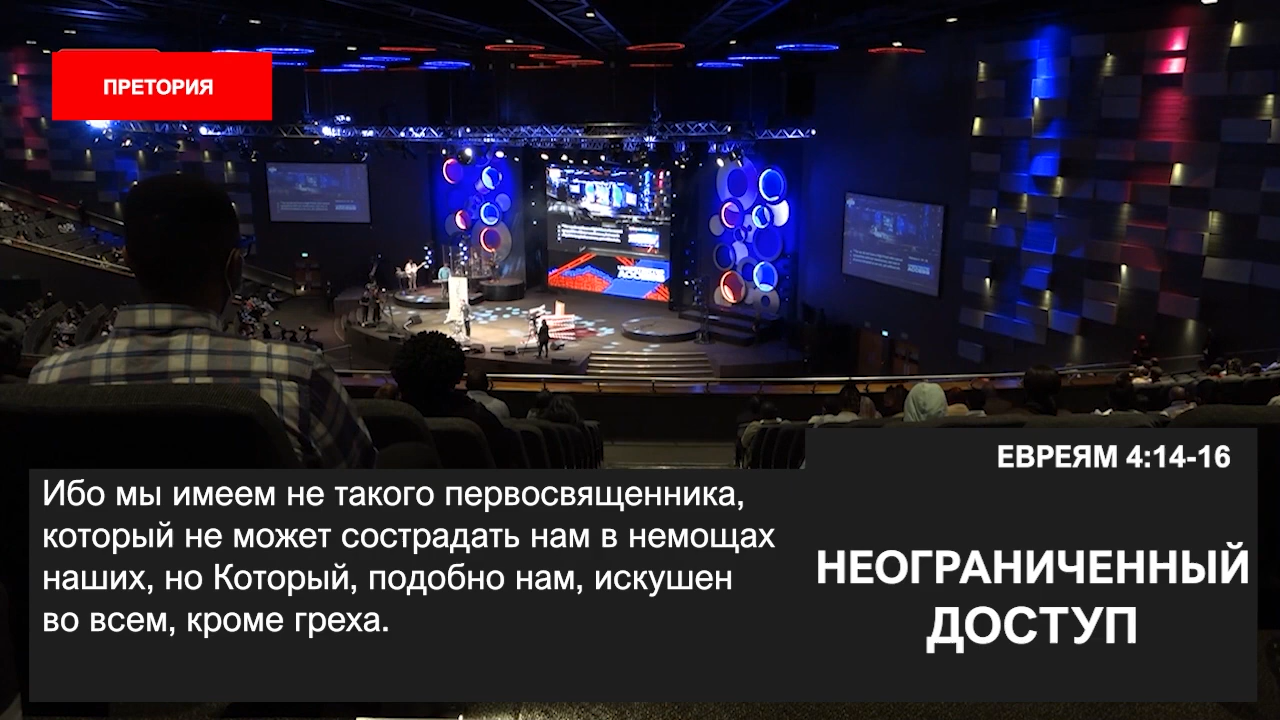 ПРЕТОРИЯ
ЕВРЕЯМ 4:14-16
Ибо мы имеем не такого первосвященника,
который не может сострадать нам в немощах
наших, но Который, подобно нам, искушен
во всем, кроме греха.
НЕОГРАНИЧЕННЫЙ
ДОСТУП